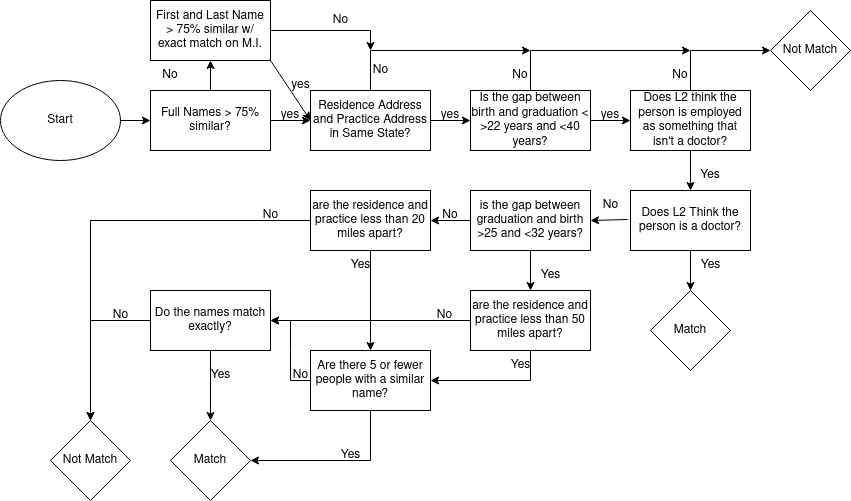 First and Last Name
> 75% similar w/
exact match on M.I.
No
Not Match
No
yes
No
No
No
Start
Full Names > 75%
similar?
yes
Residence Address
and Practice Address
in Same State?
yes
Is the gap between
birth and graduation <
>22 years and <40
years?
yes
Does L2 think the
person is employed
as something that
isn't a doctor?
Yes
No
are the residence and
practice less than 20
miles apart?
No
is the gap between
graduation and birth
>25 and <32 years?
No
Does L2 Think the
person is a doctor?
Yes
Yes
Yes
No
Do the names match
exactly?
No
are the residence and
practice less than 50
miles apart?
Match
Yes
No
Are there 5 or fewer
people with a similar
name?
Yes
Not Match
Match
Yes